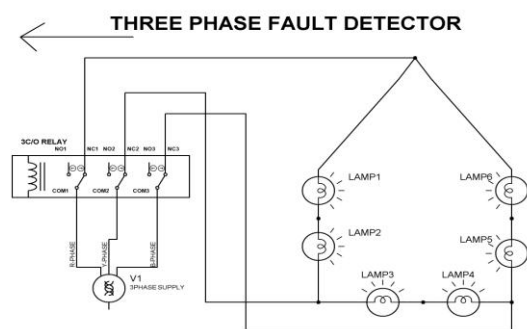 THREE PHASE FAULT DETECTOR
NO1 NC1 NO2 NC2 NO3 NC3
3C/O RELAY
COM1 COM2 COM3
R-PHASE
Y-PHASE
B-PHASE
V1
3PHASE SUPPLY
LAMP1
LAMP6
LAMP2
LAMP5
LAMP3
LAMP4